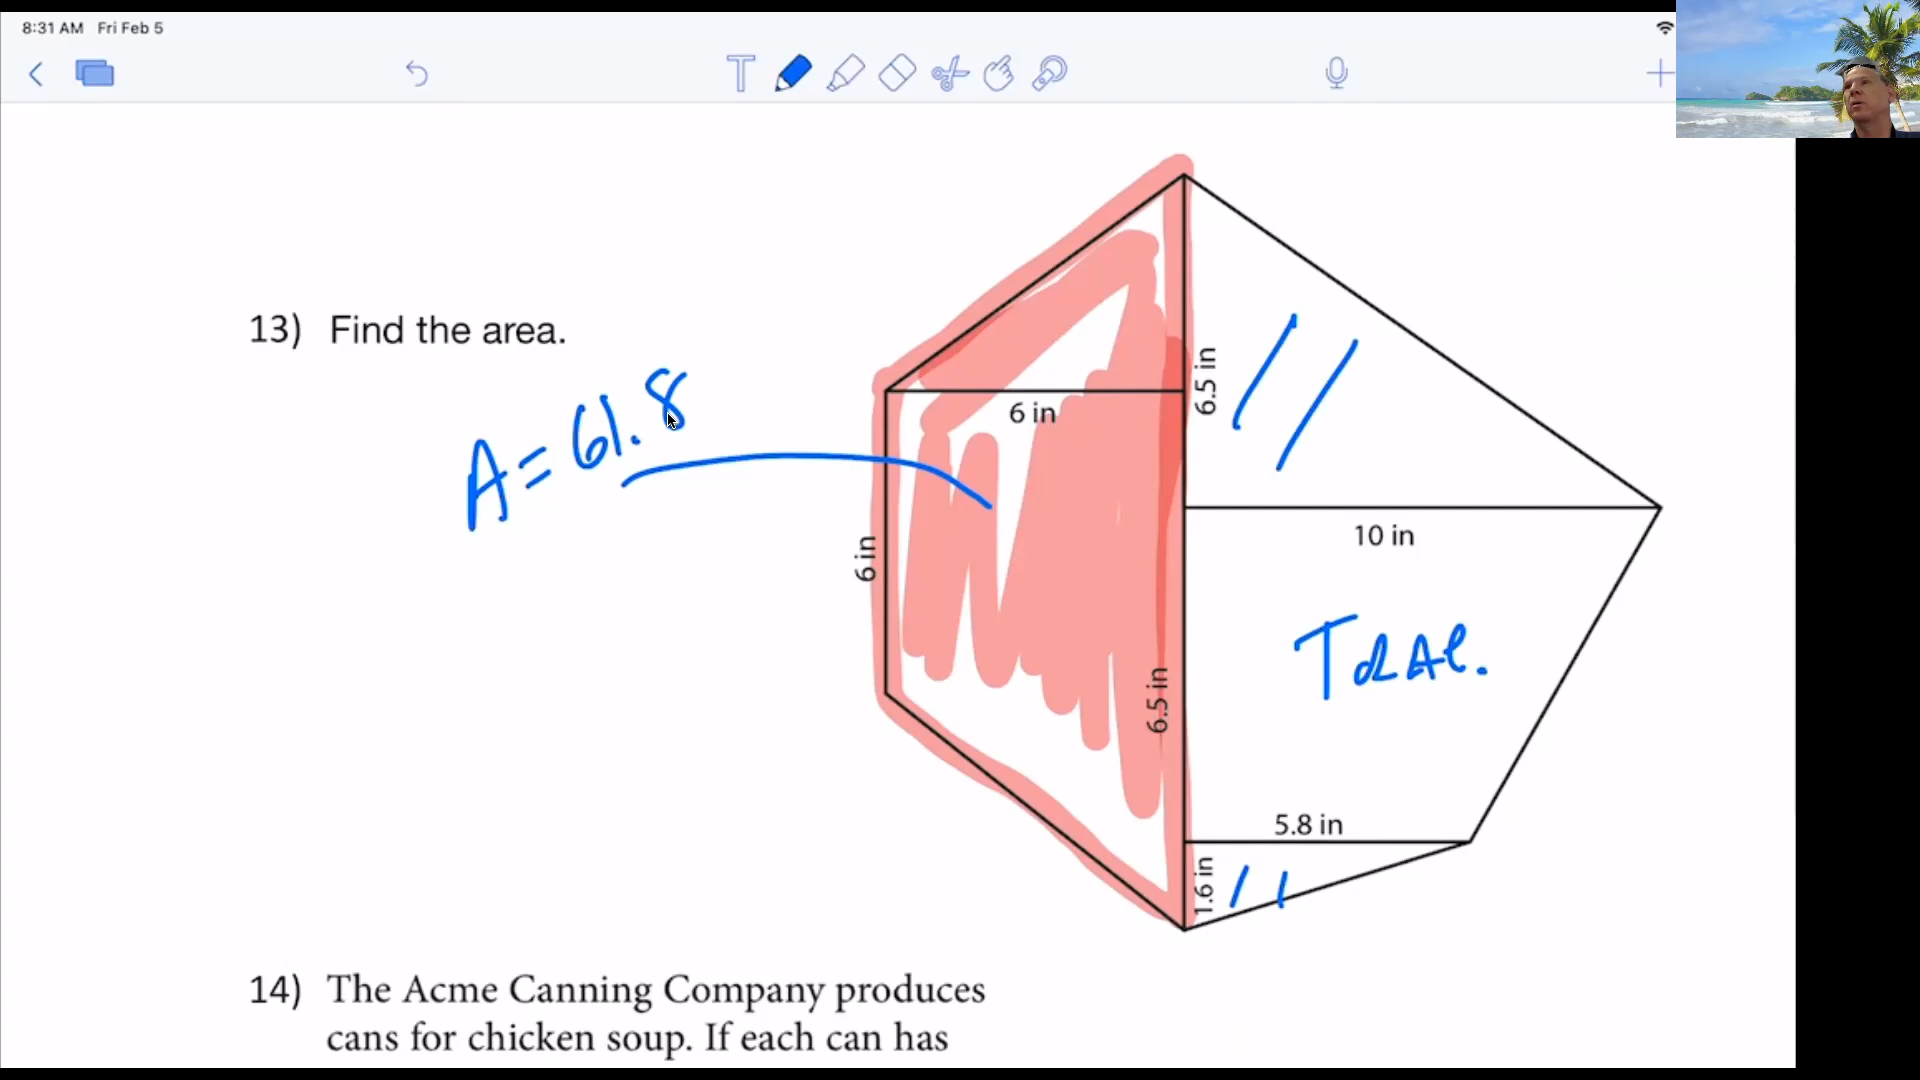 8:31 AM Fri Feb 5
T
13) Find the area.
A = 61.8
6.5 in
6 in
10 in
6 in
Tral.
6.5 in
5.8 in
1.6 in
14) The Acme Canning Company produces
cans for chicken soup. If each can has